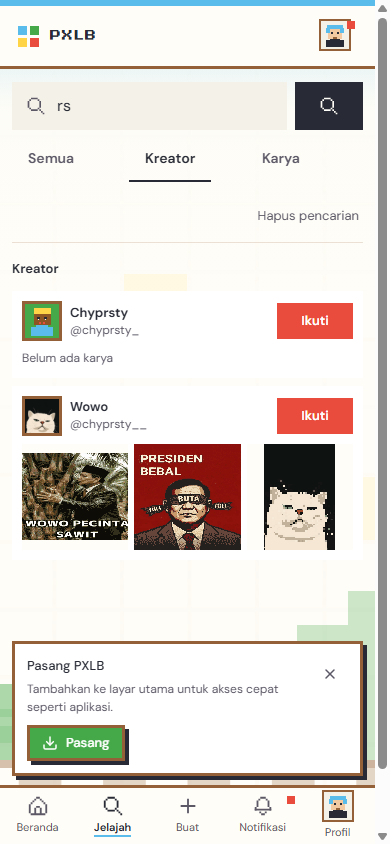 PXLB
rs
Semua Kreator Karya
Hapus pencarian
Kreator
Chyprsty
@chyprsty_
Ikuti
Belum ada karya
Wowo
@chyprsty__
Ikuti
WOWO PECINTA
SAWIT
PRESIDEN
BEBAL
BUTA
TULI
Pasang PXLB
Tambahkan ke layar utama untuk akses cepat
seperti aplikasi.
Pasang
Beranda Jelajah Buat Notifikasi Profil